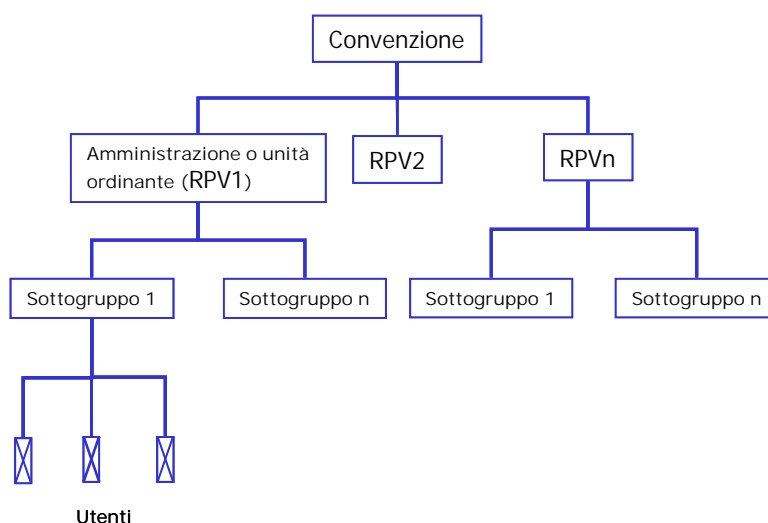 Convenzione
Amministrazione o unità
ordinante (RPV1)
RPV2
RPVn
Sottogruppo 1
Sottogruppo n
Sottogruppo 1
Sottogruppo n
Utenti